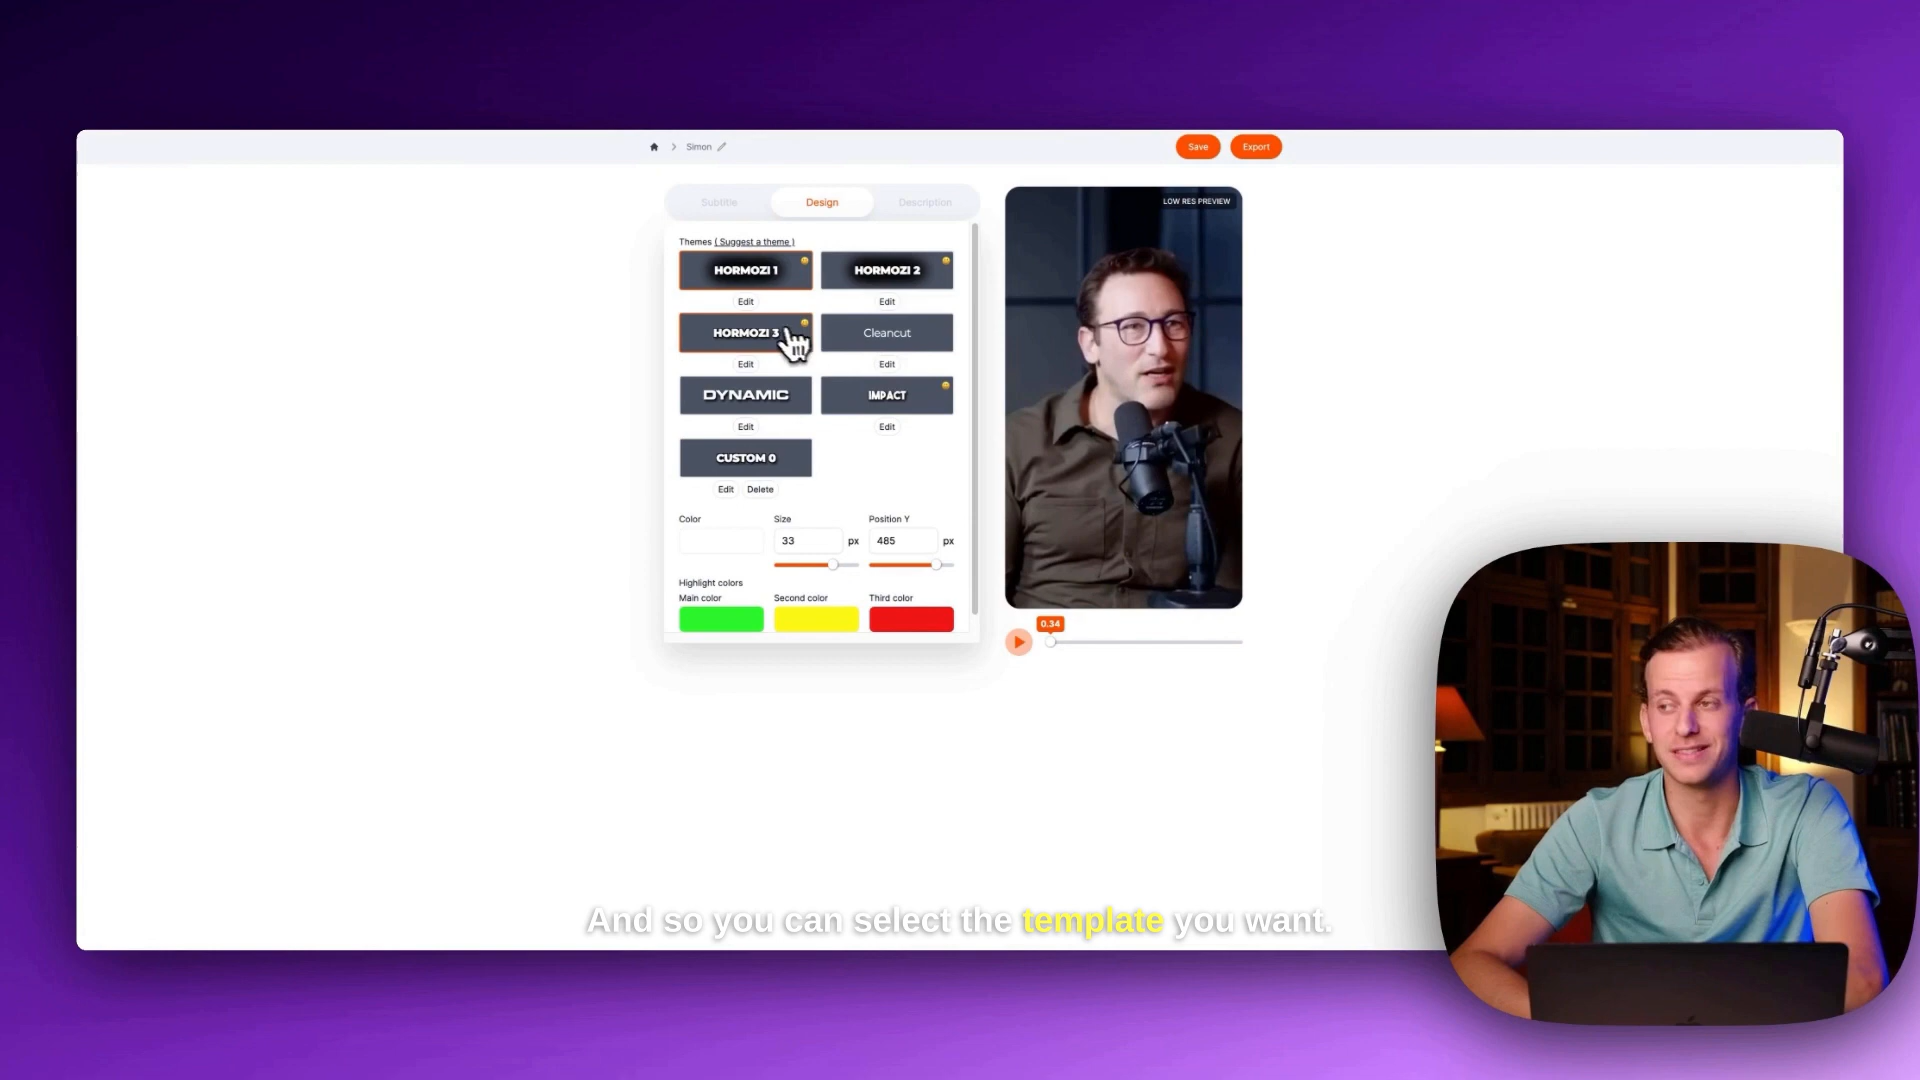 Simon
Save
Export
Subtitle
Design
Description
LOW RES PREVIEW
Themes ( Suggest a theme )
HORMOZI 1
HORMOZI 2
Edit
Edit
HORMOZI 3
Cleancut
Edit
Edit
DYNAMIC
IMPACT
Edit
Edit
CUSTOM 0
Edit
Delete
Color
Size
Position Y
33
px
485
px
Highlight colors
Main color
Second color
Third color
0.34
And so you can select the template you want.